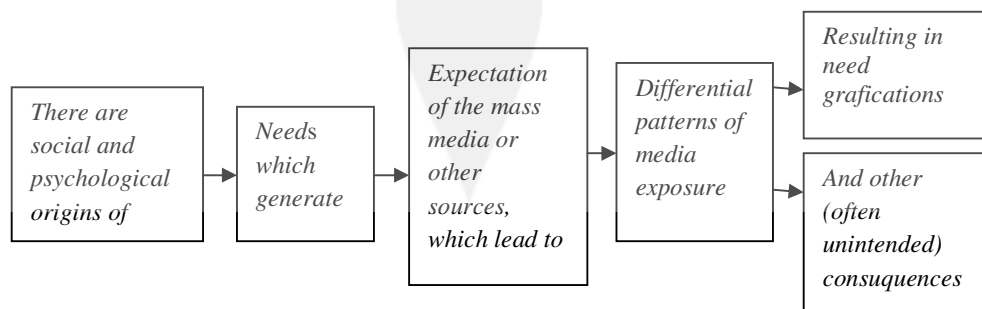 There are
social and
psychological
origins of
Needs
which
generate
Expectation
of the mass
media or
other
sources,
which lead to
Differential
patterns of
media
exposure
Resulting in
need
grafications
And other
(often
unintended)
consuquences